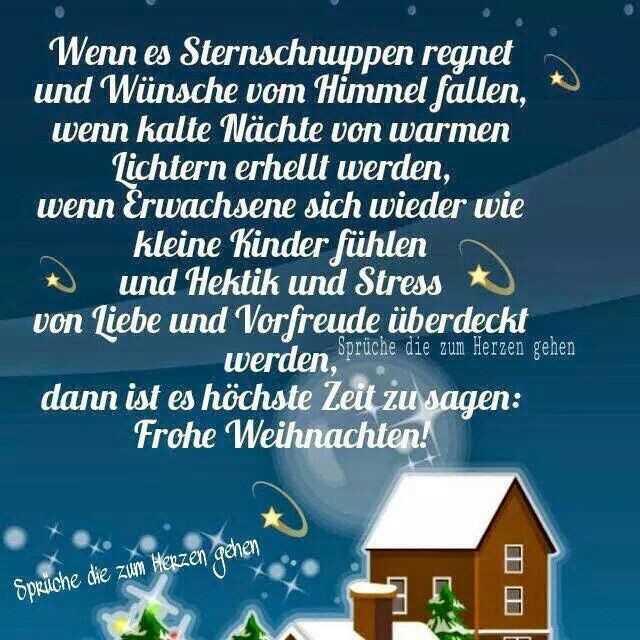 Wenn es Sternschnuppen regnet
und Wünsche vom Himmel fallen,
wenn kalte Nächte von warmen
Lichtern erhellt werden,
wenn Erwachsene sich wieder wie
kleine Kinder fühlen
und Hektik und Stress
von Liebe und Vorfreude überdeckt
Sprüche die zum Herzen gehen
werden,
dann ist es höchste Zeit zu sagen:
Frohe Weihnachten!
Sprüche die zum Herzen gehen